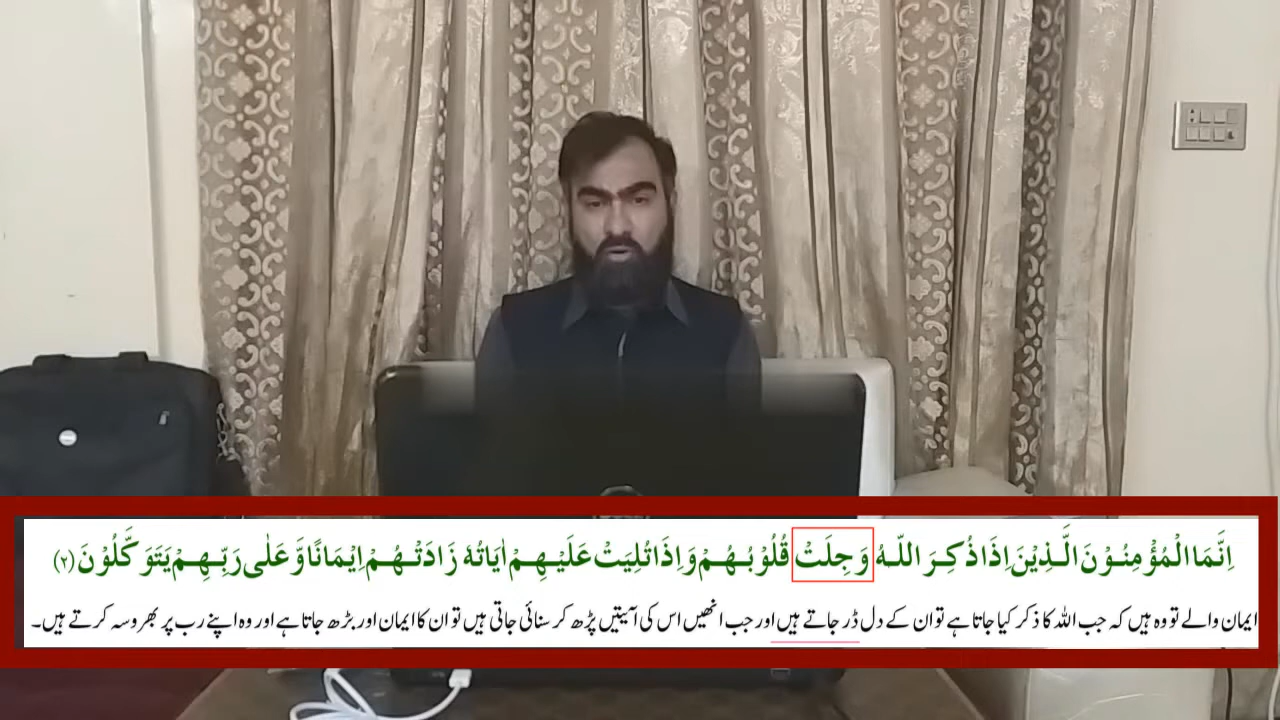 اِنَّمَا الْمُؤْمِنُوْنَ الَّذِيْنَ اِذَا ذُكِرَ اللّٰهُ وَجِلَتْ قُلُوْبُهُمْ وَاِذَا تُلِيَتْ عَلَيْهِمْ اٰيَاتُهٗ زَادَتْهُمْ اِيْمَانًا وَّعَلٰى رَبِّهِمْ يَتَوَكَّلُوْنَ (۲)
ایمان والے تو وہ ہیں کہ جب اللہ کا ذکر کیا جاتا ہے تو ان کے دل ڈر جاتے ہیں اور جب انھیں اس کی آیتیں پڑھ کر سنائی جاتی ہیں تو ان کا ایمان اور بڑھ جاتا ہے اور وہ اپنے رب پر بھروسہ کرتے ہیں۔